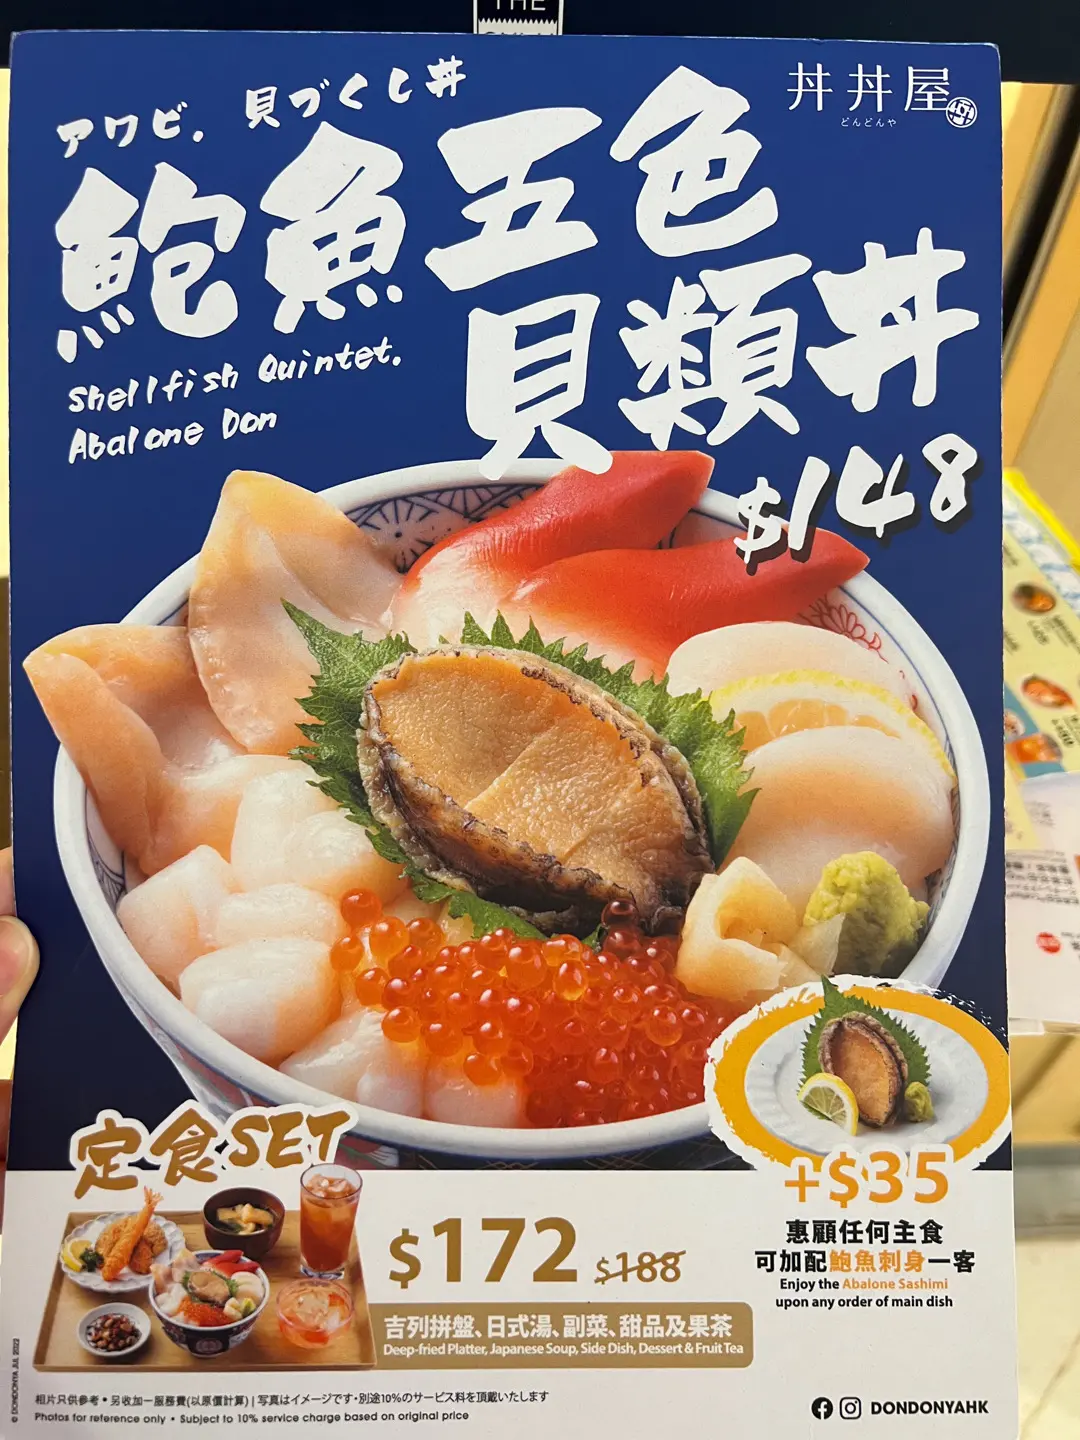 THE
アワビ. 貝づくし丼
丼丼屋
どんどんや
鮑魚五色
貝類丼
Shellfish Quintet.
Abalone Don
$148
定食SET
$172 $188
吉列拼盤、日式湯、副菜、甜品及果茶
Deep-fried Platter, Japanese Soup, Side Dish, Dessert & Fruit Tea
+$35
惠顧任何主食
可加配鮑魚刺身一客
Enjoy the Abalone Sashimi
upon any order of main dish
相片只供參考・另收加一服務費(以原價計算) | 写真はイメージです・別途10%のサービス料を頂戴いたします
Photos for reference only • Subject to 10% service charge based on original price
DONDONYAHK
© DONDONYA JUL 2022